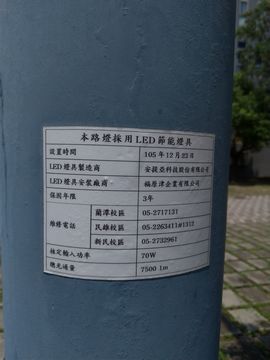 本路燈採用LED節能燈具
設置時間 105年12月23日
LED燈具製造商 安提亞科技股份有限公司
LED燈具安裝廠商 福原津企業有限公司
保固年限 3年
維修電話 蘭潭校區 05-2717131
民雄校區 05-2263411#1312
新民校區 05-2732961
核定輸入功率 70W
總光通量 7500 lm